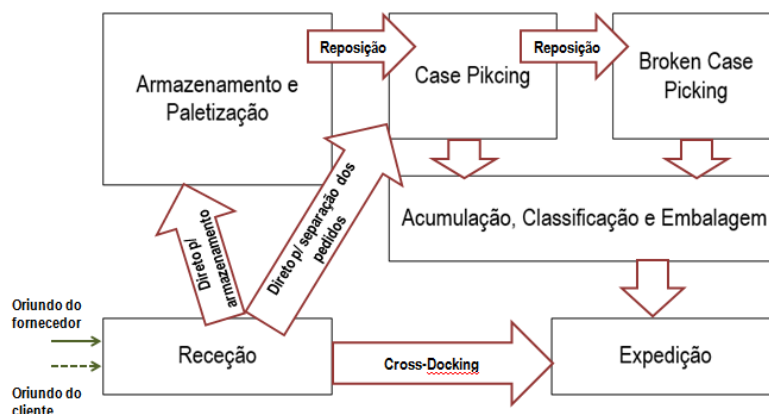 Armazenamento e
Paletização
Reposição
Case Pikcing
Reposição
Broken Case
Picking
Direto p/
armazenamento
Direto p/ separação dos
pedidos
Acumulação, Classificação e Embalagem
Oriundo do
fornecedor
Receção
Cross-Docking
Expedição
Oriundo do
cliente